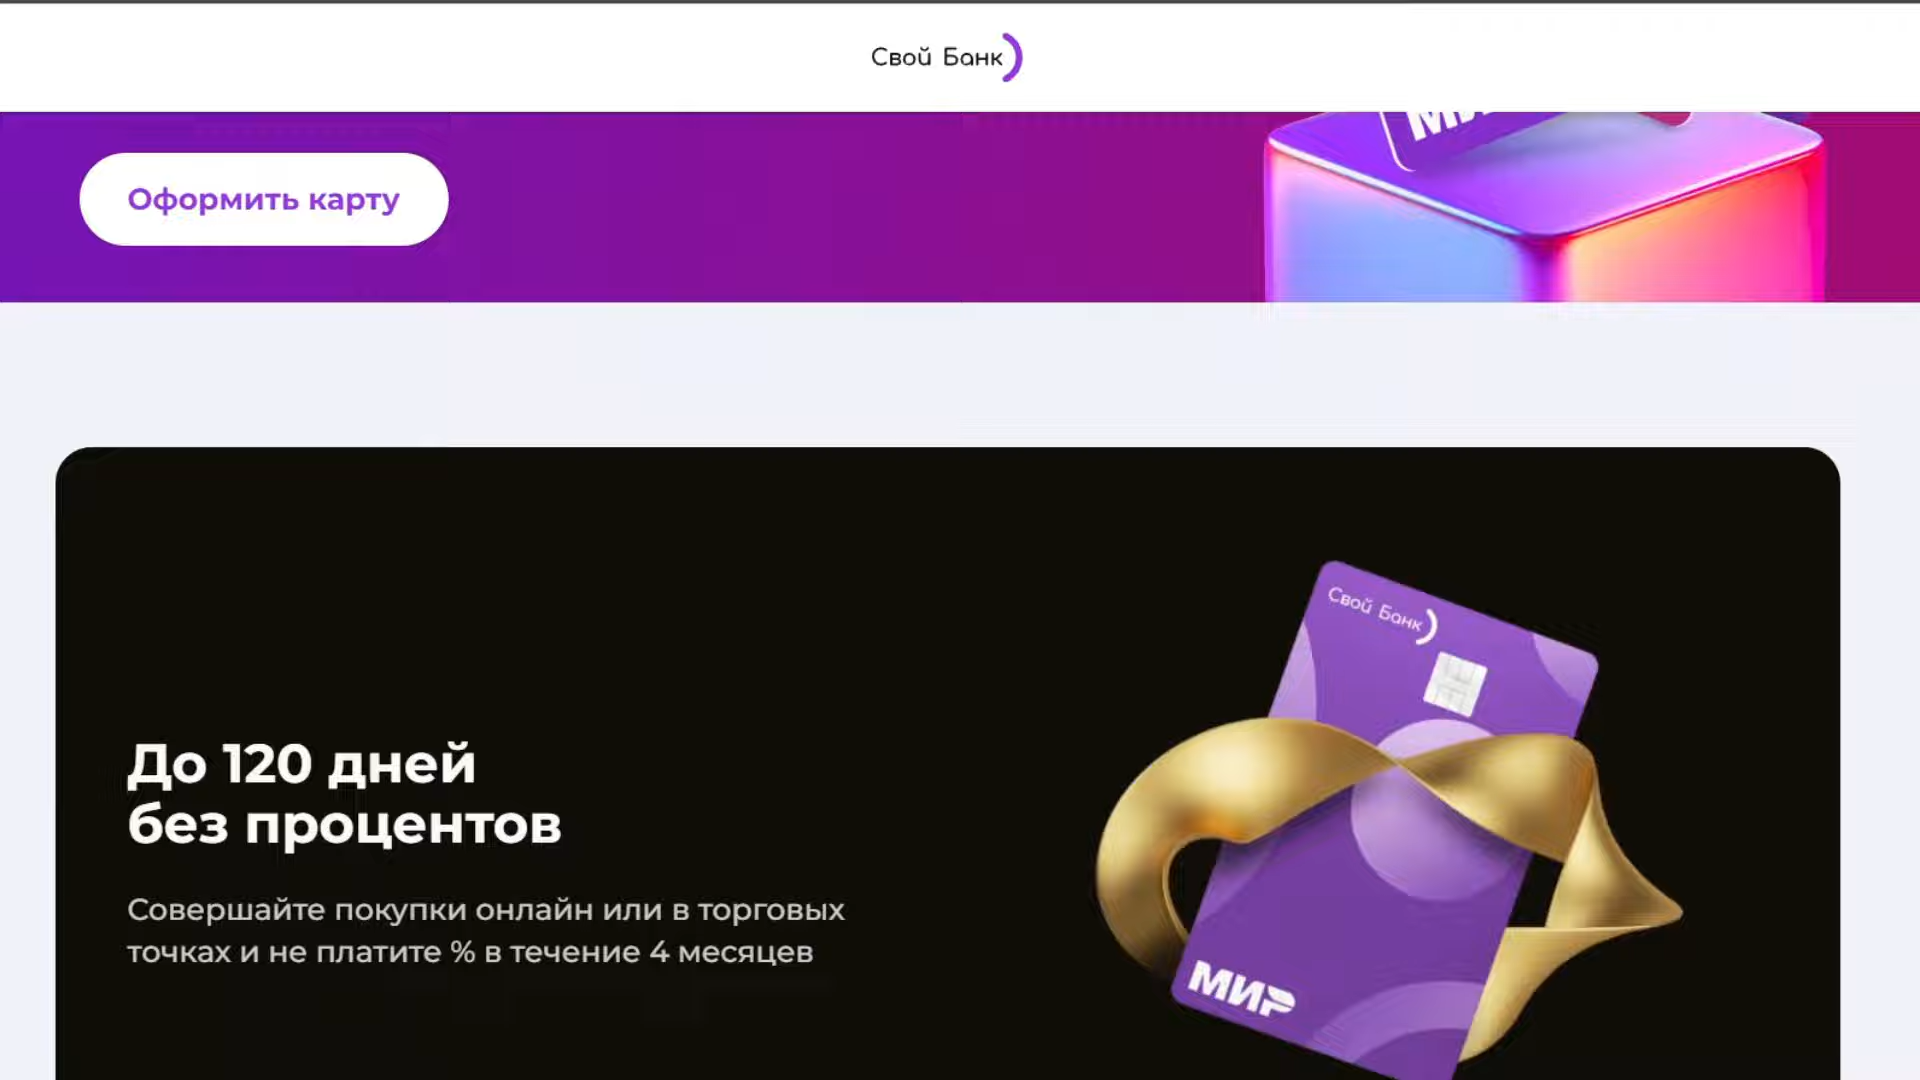 Свой Банк
Оформить карту
Свой Банк
До 120 дней
без процентов
Совершайте покупки онлайн или в торговых
точках и не платите % в течение 4 месяцев
МИР